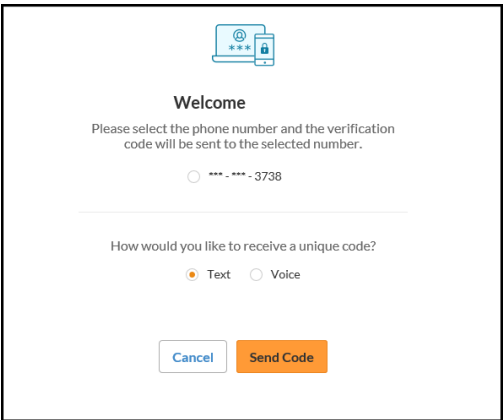 ***
Welcome
Please select the phone number and the verification
code will be sent to the selected number.
*** - *** - 3738
How would you like to receive a unique code?
Text Voice
Cancel Send Code